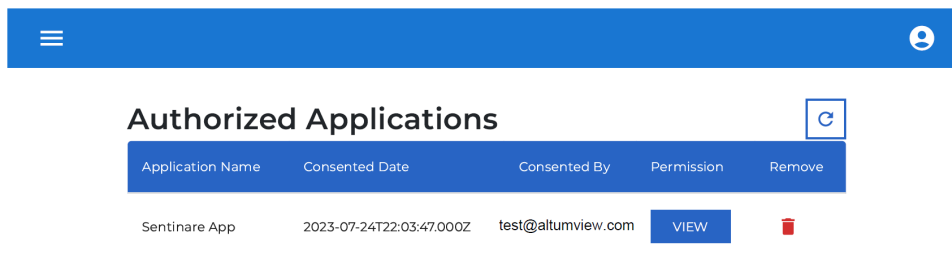 Authorized Applications
Application Name Consented Date Consented By Permission Remove
Sentinare App 2023-07-24T22:03:47.000Z test@altumview.com VIEW